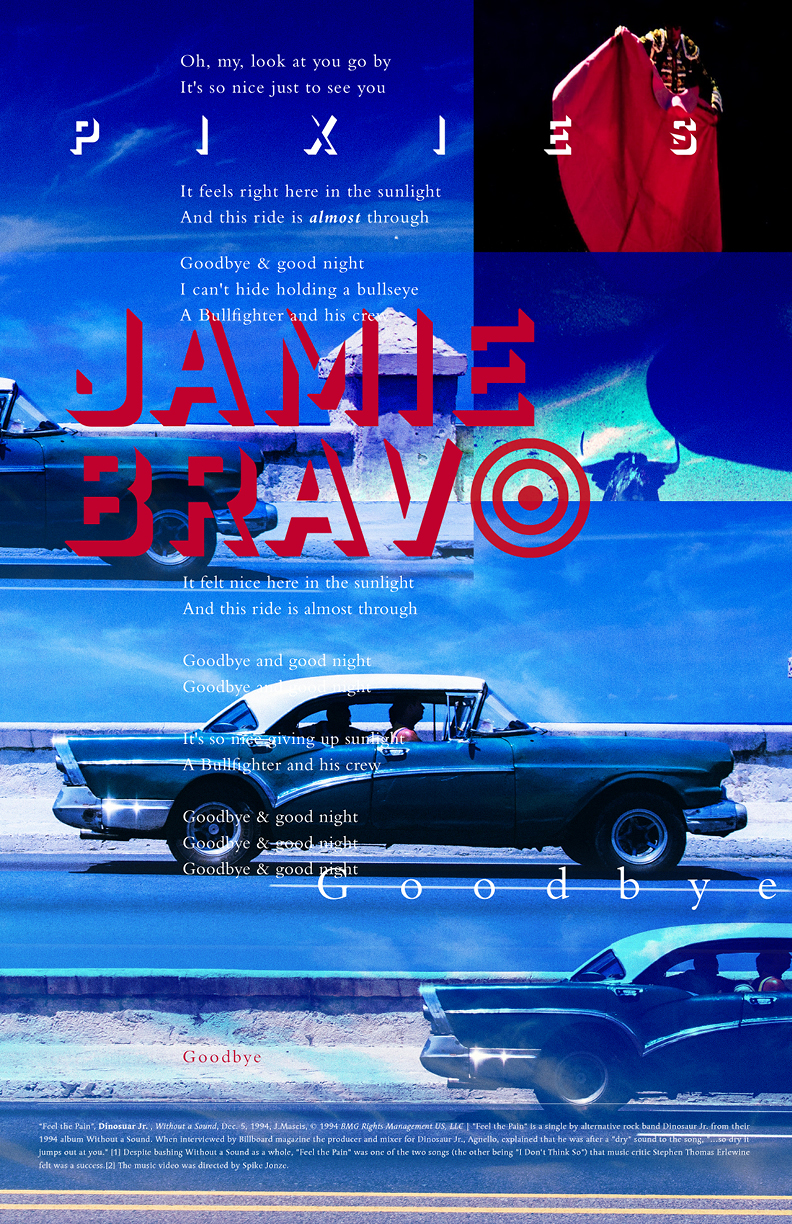 Oh, my, look at you go by
It's so nice just to see you
PIXIES
It feels right here in the sunlight
And this ride is almost through
Goodbye & good night
I can't hide holding a bullseye
A Bullfighter and his crew
JAMIE
BRAVO
It felt nice here in the sunlight
And this ride is almost through
Goodbye and good night
Goodbye and good night
It's so nice giving up sunlight
A Bullfighter and his crew
Goodbye & good night
Goodbye & good night
Goodbye & good night
Goodbye
Goodbye
"Feel the Pain", Dinosuar Jr. , Without a Sound, Dec. 5, 1994, J.Mascis, © 1994 BMG Rights Management US, LLC | "Feel the Pain" is a single by alternative rock band Dinosaur Jr. from their
1994 album Without a Sound. When interviewed by Billboard magazine the producer and mixer for Dinosaur Jr., Agnello, explained that he was after a "dry" sound to the song, "...so dry it
jumps out at you." [1] Despite bashing Without a Sound as a whole, "Feel the Pain" was one of the two songs (the other being "I Don't Think So") that music critic Stephen Thomas Erlewine
felt was a success.[2] The music video was directed by Spike Jonze.